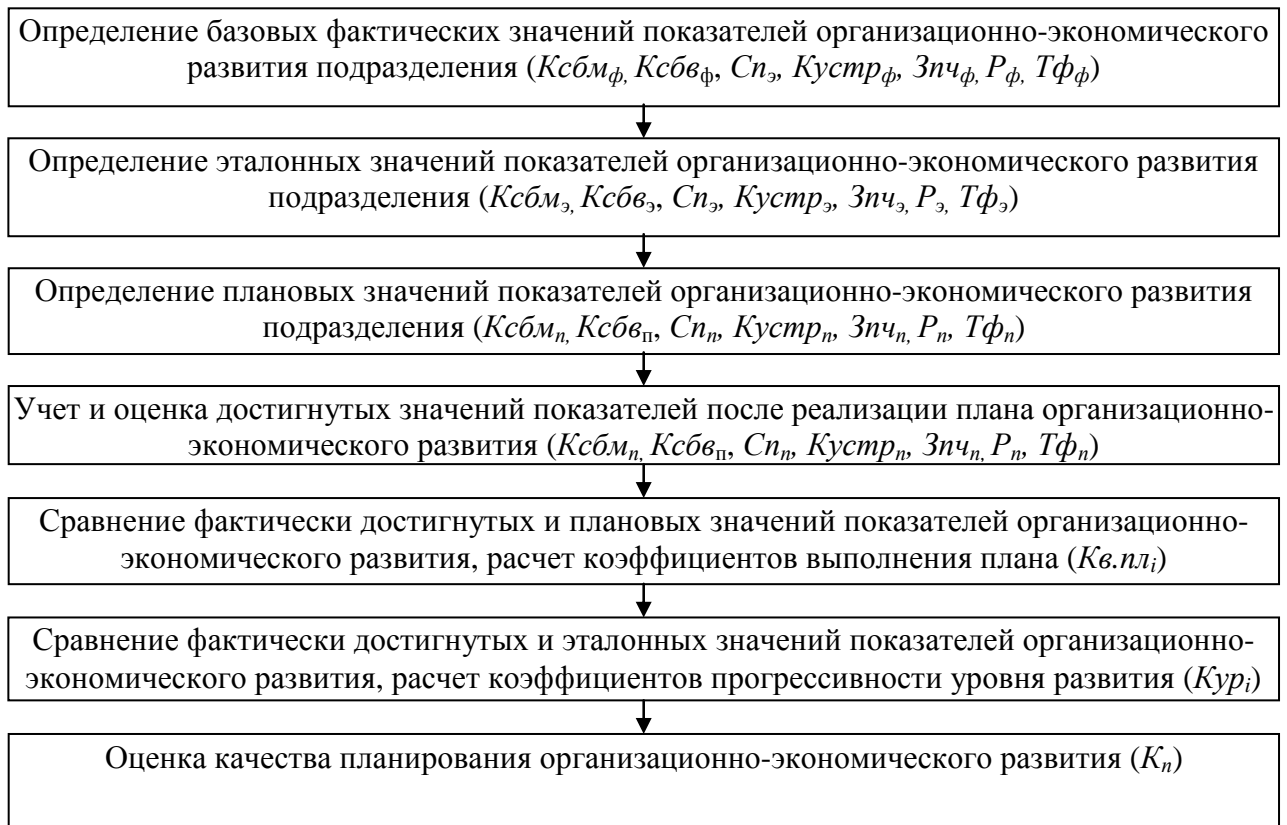 Определение базовых фактических значений показателей организационно-экономического
развития подразделения (Ксбмф, Ксбвф, Спэ, Кустрф, Зпчф, Рф, Тфф)
Определение эталонных значений показателей организационно-экономического развития
подразделения (Ксбмэ, Ксбвэ, Спэ, Кустрэ, Зпчэ, Рэ, Тфэ)
Определение плановых значений показателей организационно-экономического развития
подразделения (Ксбмп, Ксбвп, Спп, Кустрп, Зпчп, Рп, Тфп)
Учет и оценка достигнутых значений показателей после реализации плана организационно-
экономического развития (Ксбмп, Ксбвп, Спп, Кустрп, Зпчп, Рп, Тфп)
Сравнение фактически достигнутых и плановых значений показателей организационно-
экономического развития, расчет коэффициентов выполнения плана (Кв.плi)
Сравнение фактически достигнутых и эталонных значений показателей организационно-
экономического развития, расчет коэффициентов прогрессивности уровня развития (Курi)
Оценка качества планирования организационно-экономического развития (Кп)